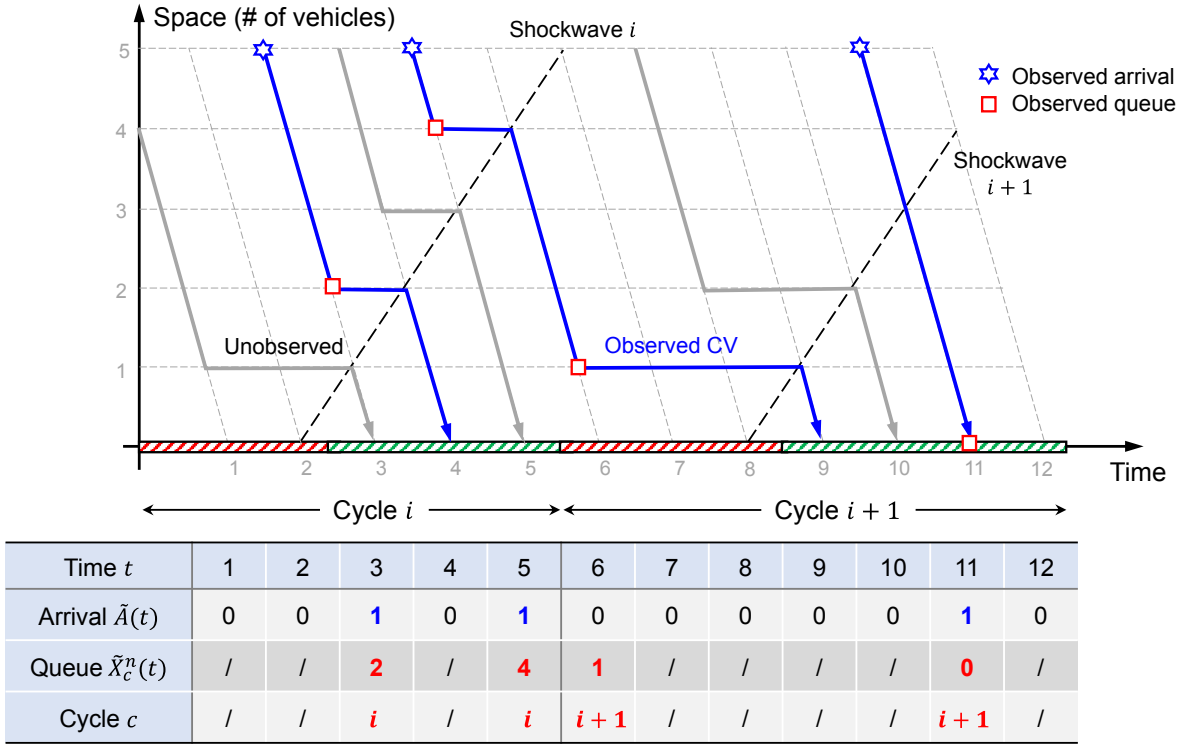 Space (# of vehicles)
Shockwave i
5
Observed arrival
Observed queue
4
Shockwave
i + 1
3
2
Unobserved
Observed CV
1
1 2 3 4 5 6 7 8 9 10 11 12
Time
Cycle i
Cycle i + 1
Time t 1 2 3 4 5 6 7 8 9 10 11 12
Arrival Ã(t) 0 0 1 0 1 0 0 0 0 0 1 0
Queue X̃ⁿ_c(t) / / 2 / 4 1 / / / / 0 /
Cycle c / / i / i i + 1 / / / / i + 1 /